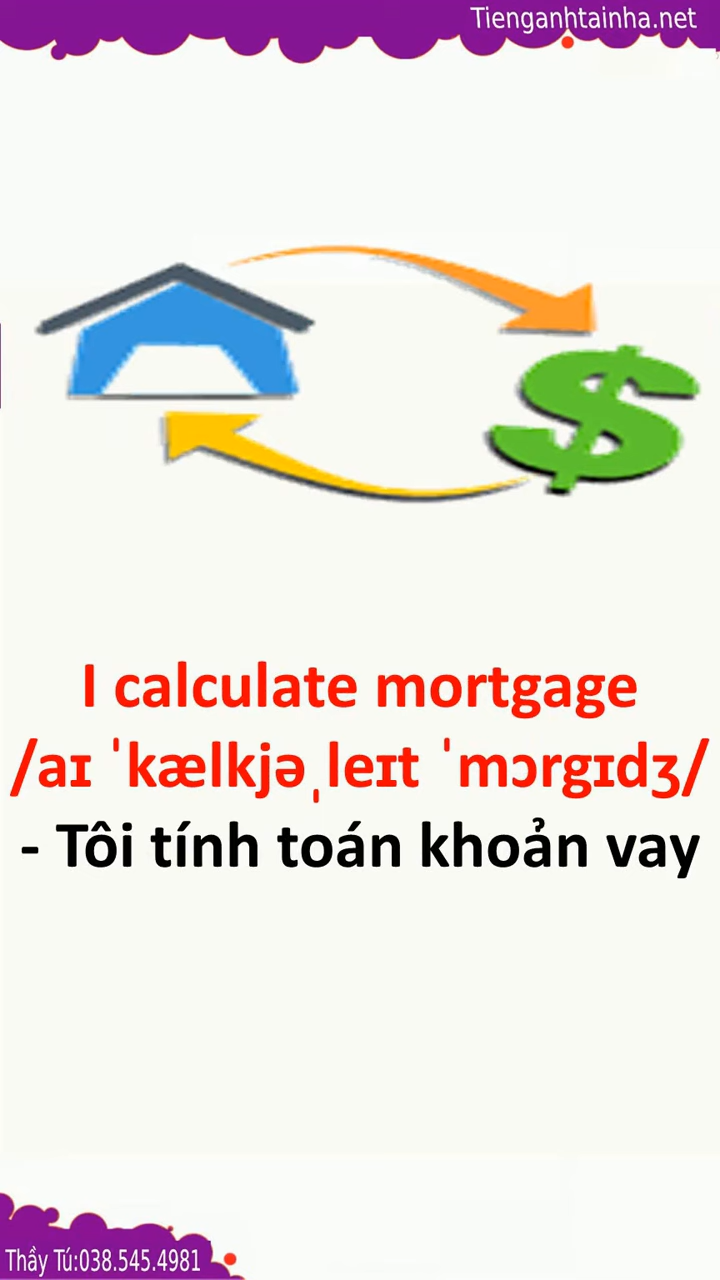 Tienganhtainha.net
I calculate mortgage
/aɪ ˈkælkjəˌleɪt ˈmɔrgɪdʒ/
- Tôi tính toán khoản vay
Thầy Tú:038.545.4981